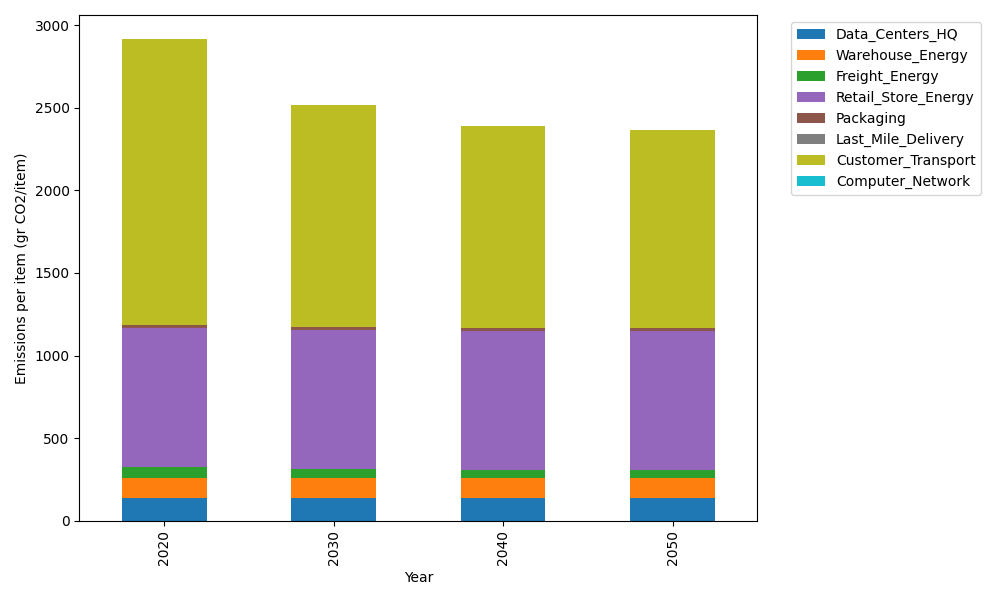 3000
2500
2000
1500
1000
500
0
Emissions per item (gr CO2/item)
2020
2030
2040
2050
Year
Data_Centers_HQ
Warehouse_Energy
Freight_Energy
Retail_Store_Energy
Packaging
Last_Mile_Delivery
Customer_Transport
Computer_Network